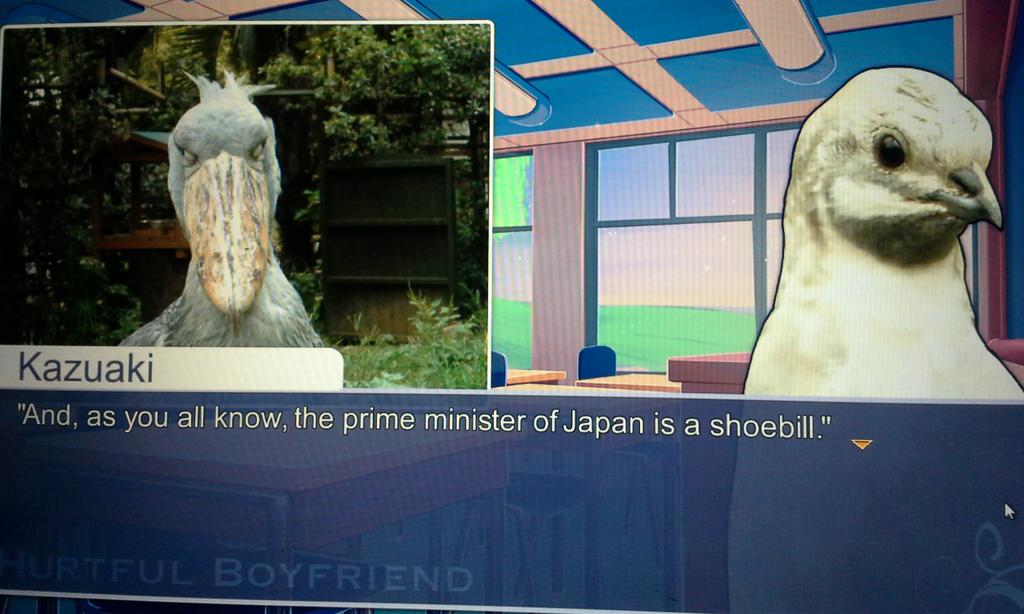 Kazuaki
"And, as you all know, the prime minister of Japan is a shoebill."
HURTFUL BOYFRIEND